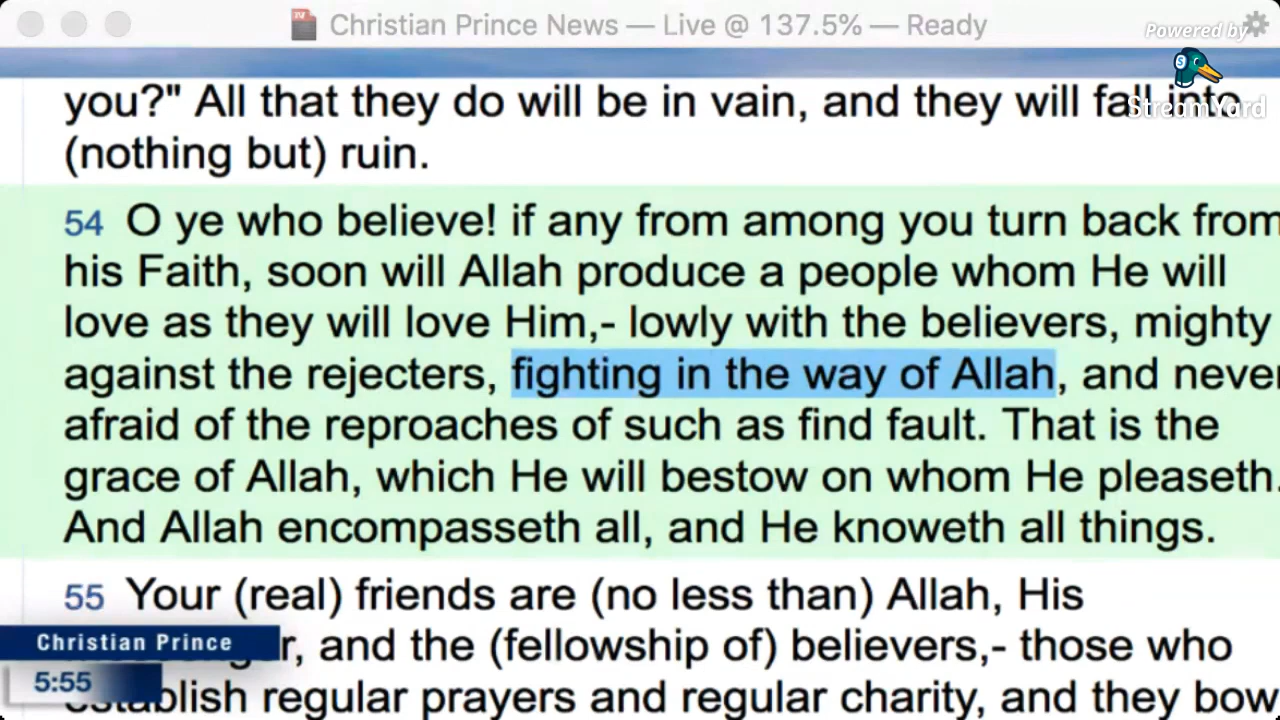 Christian Prince News — Live @ 137.5% — Ready
Powered by
StreamYard
you?" All that they do will be in vain, and they will fall into
(nothing but) ruin.
54 O ye who believe! if any from among you turn back from
his Faith, soon will Allah produce a people whom He will
love as they will love Him,- lowly with the believers, mighty
against the rejecters, fighting in the way of Allah, and never
afraid of the reproaches of such as find fault. That is the
grace of Allah, which He will bestow on whom He pleaseth.
And Allah encompasseth all, and He knoweth all things.
55 Your (real) friends are (no less than) Allah, His
Christian Prince
r, and the (fellowship of) believers,- those who
5:55
regular prayers and regular charity, and they bow